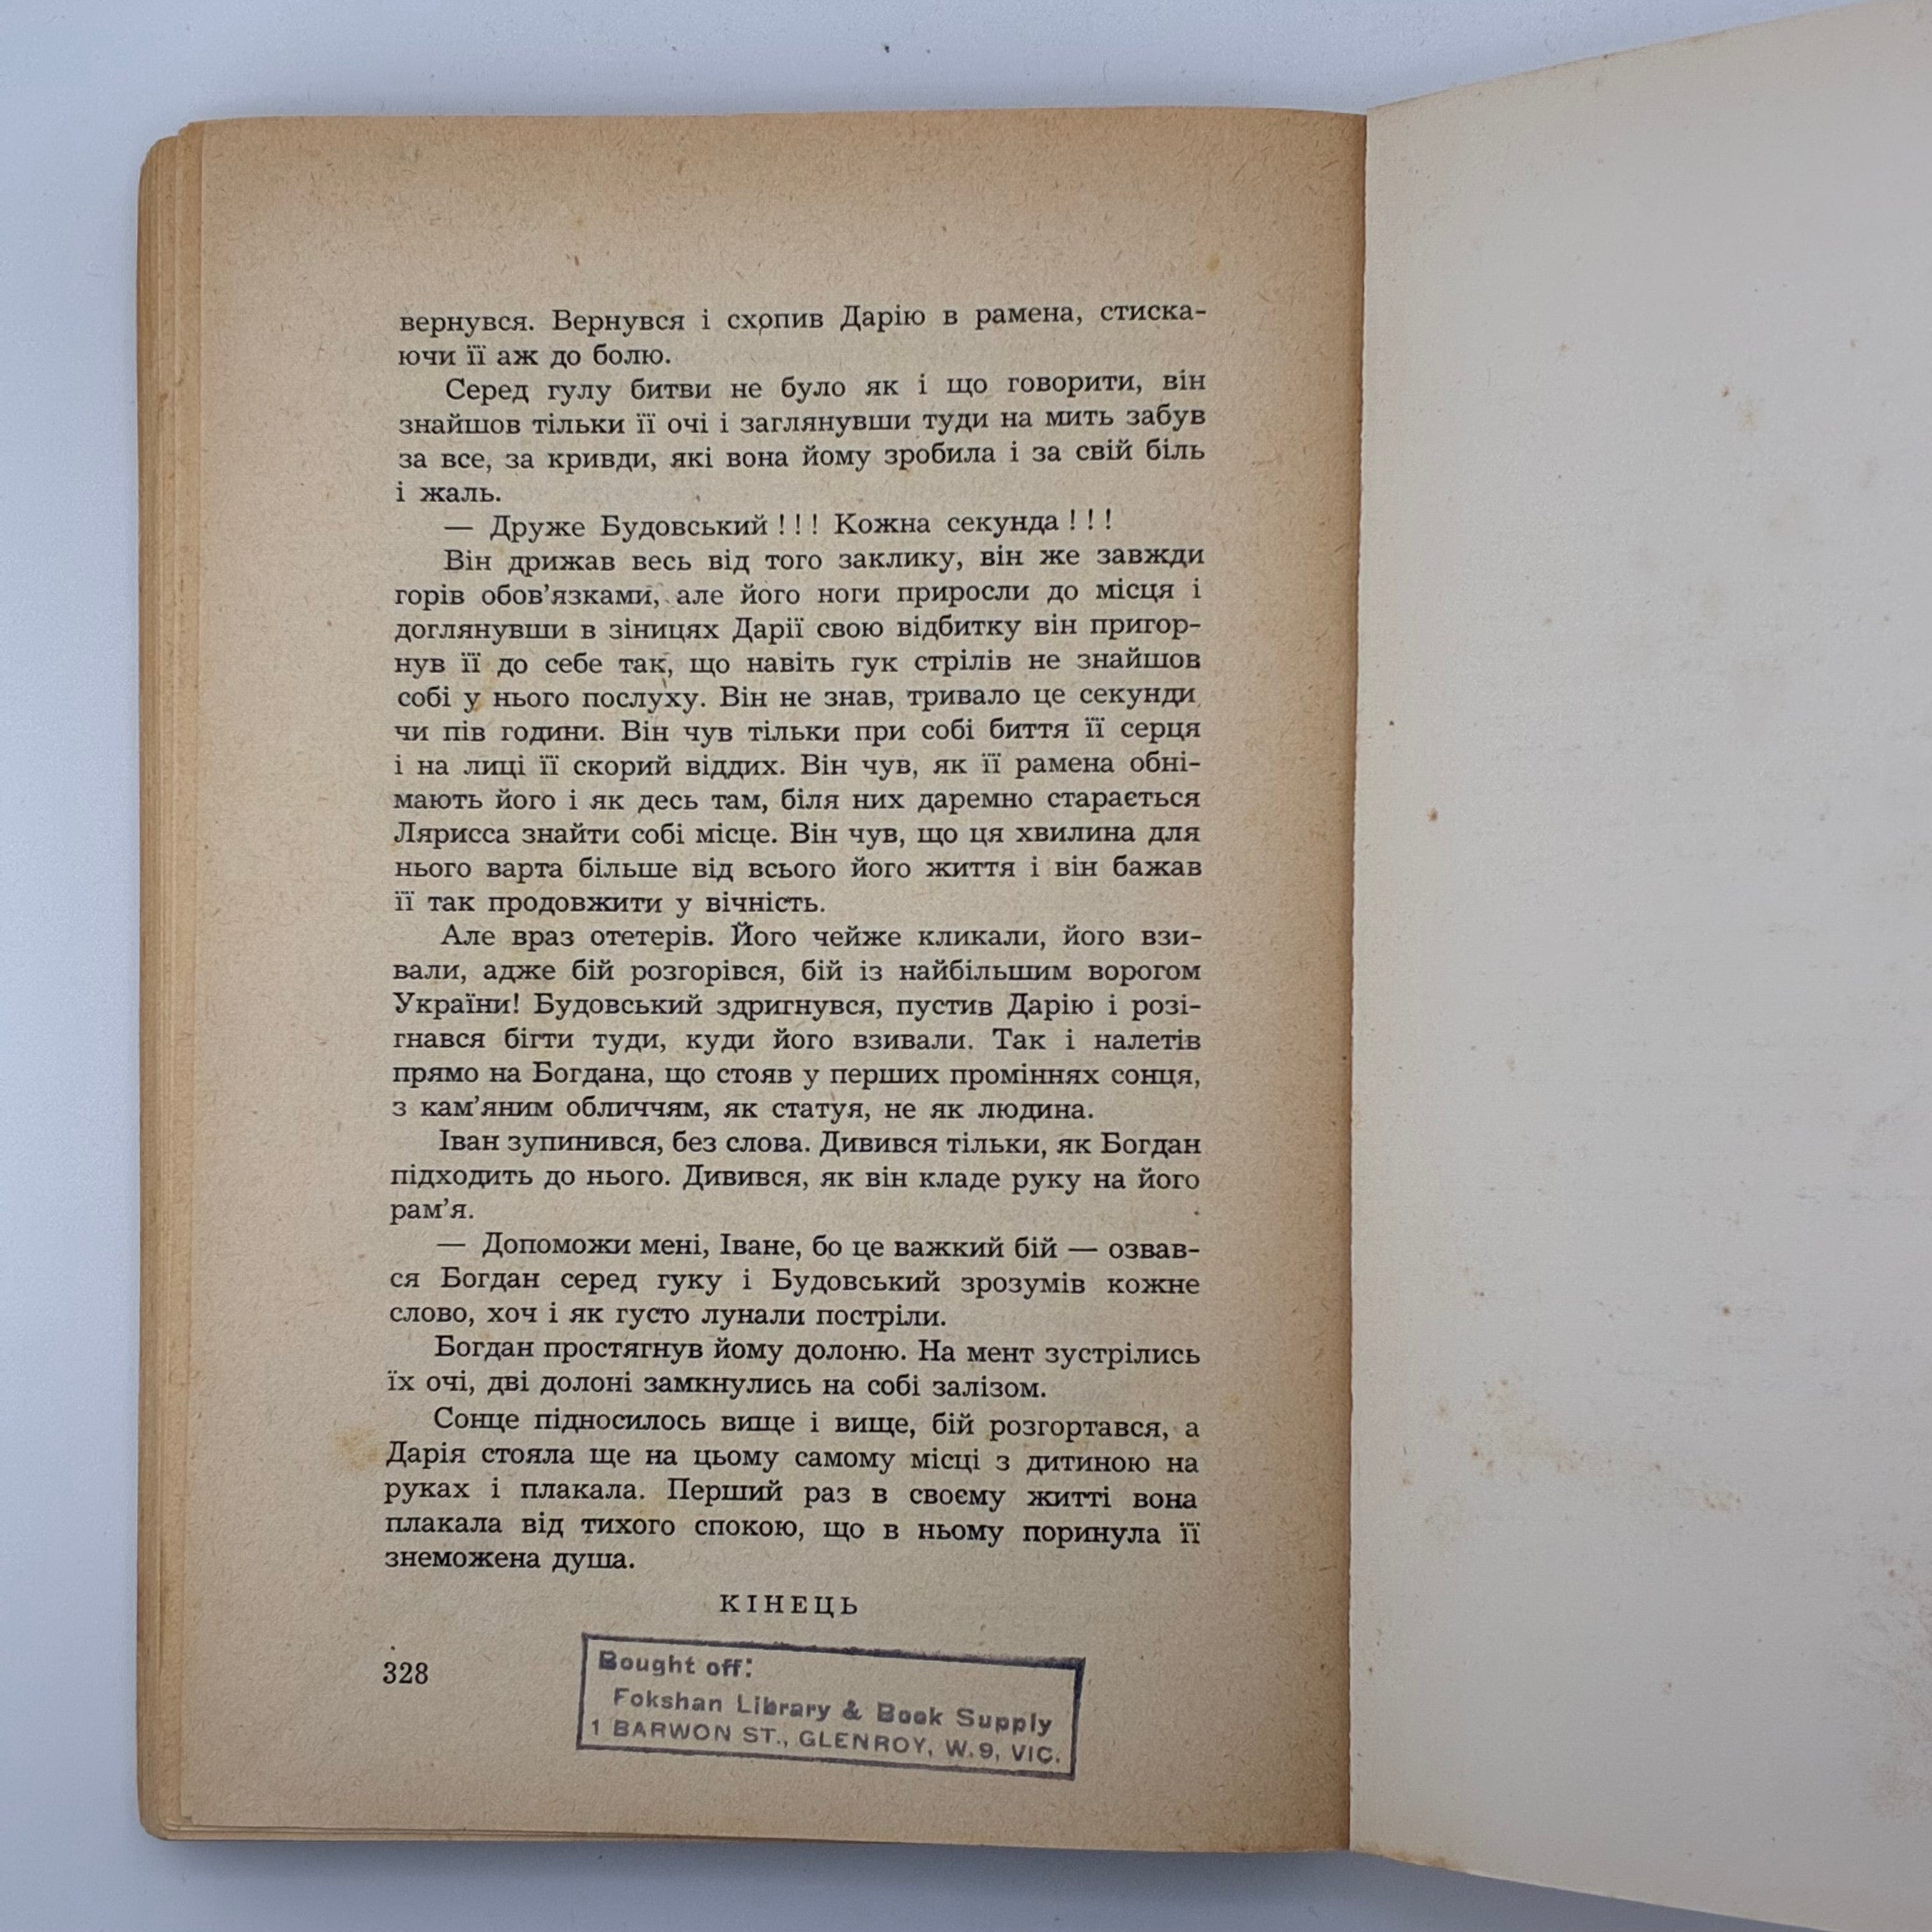 вернувся. Вернувся і схопив Дарію в рамена, стиска-
ючи її аж до болю.
Серед гулу битви не було як і що говорити, він
знайшов тільки її очі і заглянувши туди на мить забув
за все, за кривди, які вона йому зробила і за свій біль
і жаль.
— Друже Будовський ! ! ! Кожна секунда ! ! !
Він дрижав весь від того заклику, він же завжди
горів обов’язками, але його ноги приросли до місця і
доглянувши в зіницях Дарії свою відбитку він пригор-
нув її до себе так, що навіть гук стрілів не знайшов
собі у нього послуху. Він не знав, тривало це секунди
чи пів години. Він чув тільки при собі биття її серця
і на лиці її скорий віддих. Він чув, як її рамена обні-
мають його і як десь там, біля них даремно старається
Лярисса знайти собі місце. Він чув, що ця хвилина для
нього варта більше від всього його життя і він бажав
її так продовжити у вічність.
Але враз отетерів. Його чейже кликали, його взи-
вали, адже бій розгорівся, бій із найбільшим ворогом
України! Будовський здригнувся, пустив Дарію і розі-
гнався бігти туди, куди його взивали. Так і налетів
прямо на Богдана, що стояв у перших проміннях сонця,
з кам’яним обличчям, як статуя, не як людина.
Іван зупинився, без слова. Дивився тільки, як Богдан
підходить до нього. Дивився, як він кладе руку на його
рам’я.
— Допоможи мені, Іване, бо це важкий бій — озвав-
ся Богдан серед гуку і Будовський зрозумів кожне
слово, хоч і як густо лунали постріли.
Богдан простягнув йому долоню. На мент зустрілись
їх очі, дві долоні замкнулись на собі залізом.
Сонце підносилось вище і вище, бій розгортався, а
Дарія стояла ще на цьому самому місці з дитиною на
руках і плакала. Перший раз в своєму житті вона
плакала від тихого спокою, що в ньому поринула її
знеможена душа.
КІНЕЦЬ
328
Bought off:
Fokshan Library & Book Supply
1 BARWON ST., GLENROY, W.9, VIC.